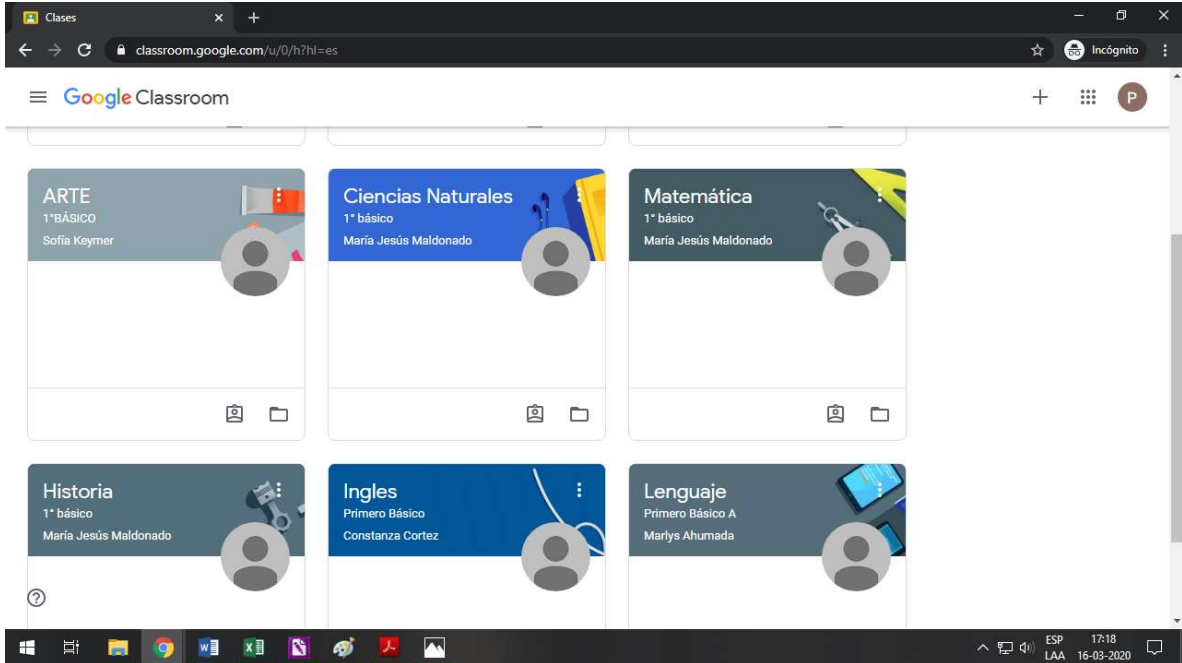 Clases
classroom.google.com/u/0/h?hl=es
Incógnito
Google Classroom
P
ARTE
1°BÁSICO
Sofía Keymer
Ciencias Naturales
1° básico
María Jesús Maldonado
Matemática
1° básico
María Jesús Maldonado
Historia
1° básico
María Jesús Maldonado
Ingles
Primero Básico
Constanza Cortez
Lenguaje
Primero Básico A
Marlys Ahumada
ESP
LAA
17:18
16-03-2020